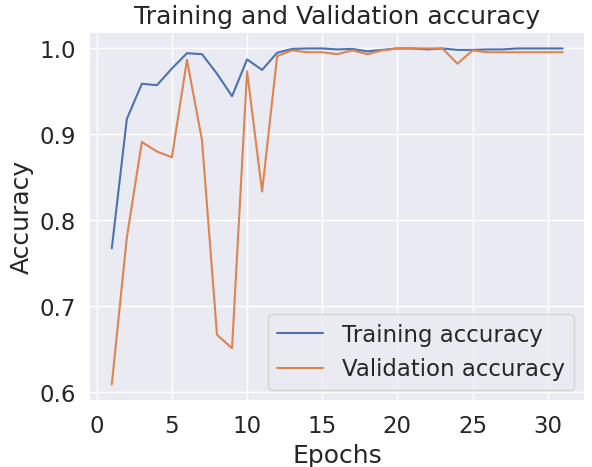 Training and Validation accuracy
1.0
0.9
0.8
0.7
0.6
Accuracy
Training accuracy
Validation accuracy
0 5 10 15 20 25 30
Epochs